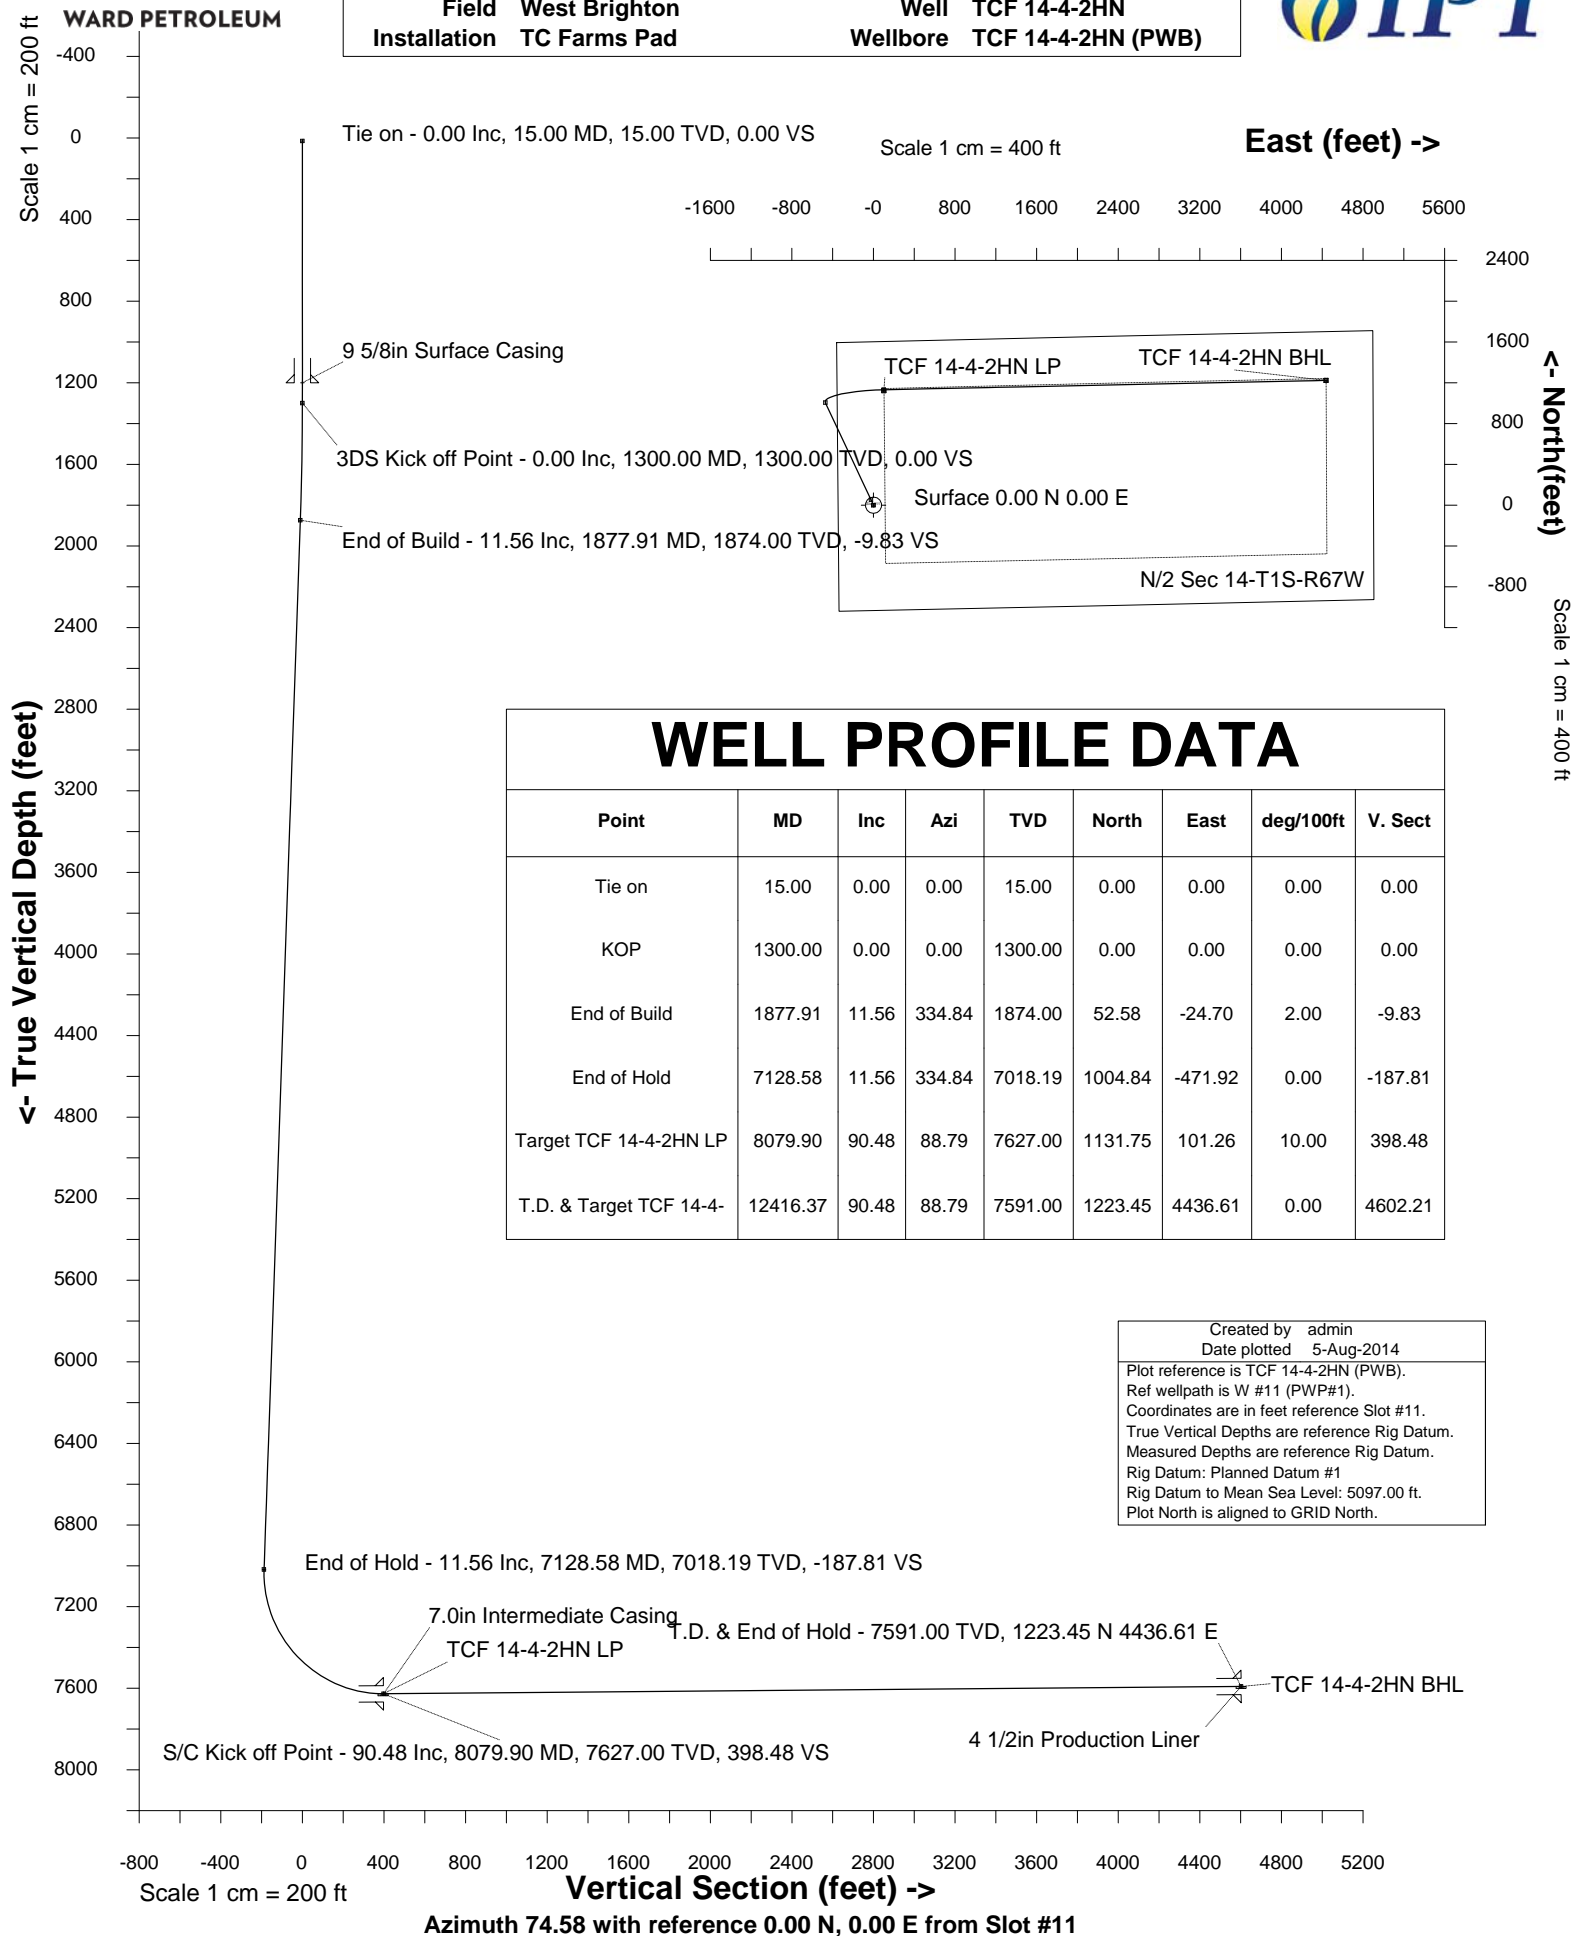 WARD PETROLEUM
Field West Brighton Well TCF 14-4-2HN
Installation TC Farms Pad Wellbore TCF 14-4-2HN (PWB)
Scale 1 cm = 200 ft
<- True Vertical Depth (feet)
-400
0
400
800
1200
1600
2000
2400
2800
3200
3600
4000
4400
4800
5200
5600
6000
6400
6800
7200
7600
8000
Tie on - 0.00 Inc, 15.00 MD, 15.00 TVD, 0.00 VS
9 5/8in Surface Casing
3DS Kick off Point - 0.00 Inc, 1300.00 MD, 1300.00 TVD, 0.00 VS
End of Build - 11.56 Inc, 1877.91 MD, 1874.00 TVD, -9.83 VS
Scale 1 cm = 400 ft
East (feet) ->
-1600 -800 -0 800 1600 2400 3200 4000 4800 5600
2400
1600
800
0
-800
<- North(feet)
Scale 1 cm = 400 ft
TCF 14-4-2HN LP
TCF 14-4-2HN BHL
Surface 0.00 N 0.00 E
N/2 Sec 14-T1S-R67W
WELL PROFILE DATA
Point MD Inc Azi TVD North East deg/100ft V. Sect
Tie on 15.00 0.00 0.00 15.00 0.00 0.00 0.00 0.00
KOP 1300.00 0.00 0.00 1300.00 0.00 0.00 0.00 0.00
End of Build 1877.91 11.56 334.84 1874.00 52.58 -24.70 2.00 -9.83
End of Hold 7128.58 11.56 334.84 7018.19 1004.84 -471.92 0.00 -187.81
Target TCF 14-4-2HN LP 8079.90 90.48 88.79 7627.00 1131.75 101.26 10.00 398.48
T.D. & Target TCF 14-4- 12416.37 90.48 88.79 7591.00 1223.45 4436.61 0.00 4602.21
Created by admin
Date plotted 5-Aug-2014
Plot reference is TCF 14-4-2HN (PWB).
Ref wellpath is W #11 (PWP#1).
Coordinates are in feet reference Slot #11.
True Vertical Depths are reference Rig Datum.
Measured Depths are reference Rig Datum.
Rig Datum: Planned Datum #1
Rig Datum to Mean Sea Level: 5097.00 ft.
Plot North is aligned to GRID North.
End of Hold - 11.56 Inc, 7128.58 MD, 7018.19 TVD, -187.81 VS
7.0in Intermediate Casing
T.D. & End of Hold - 7591.00 TVD, 1223.45 N 4436.61 E
TCF 14-4-2HN LP
TCF 14-4-2HN BHL
4 1/2in Production Liner
S/C Kick off Point - 90.48 Inc, 8079.90 MD, 7627.00 TVD, 398.48 VS
-800 -400 0 400 800 1200 1600 2000 2400 2800 3200 3600 4000 4400 4800 5200
Scale 1 cm = 200 ft
Vertical Section (feet) ->
Azimuth 74.58 with reference 0.00 N, 0.00 E from Slot #11